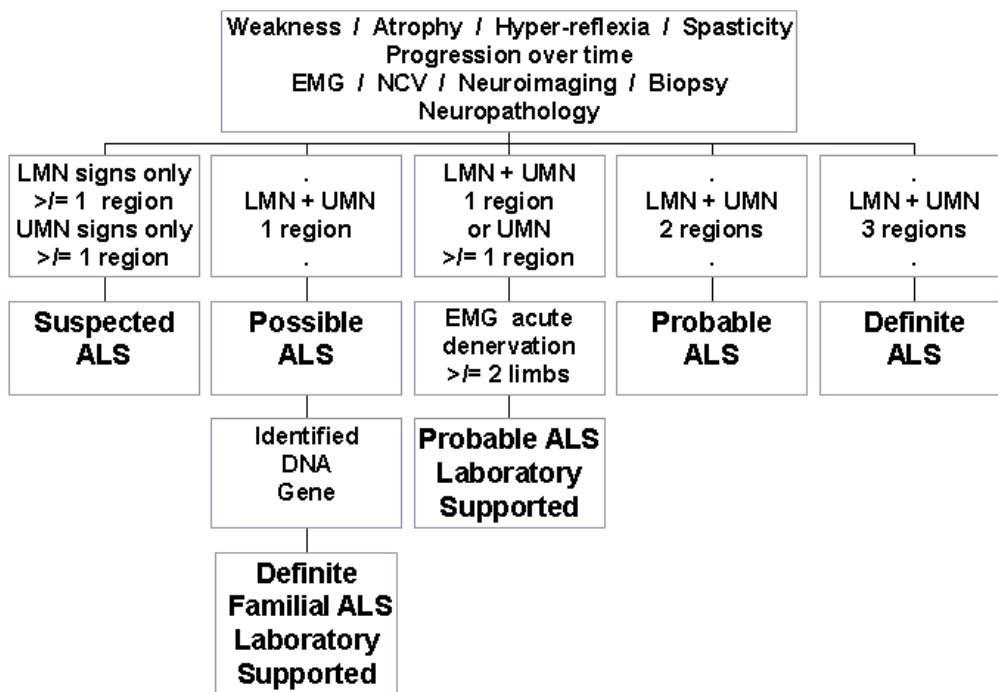 Weakness / Atrophy / Hyper-reflexia / Spasticity
Progression over time
EMG / NCV / Neuroimaging / Biopsy
Neuropathology
LMN signs only
>/= 1 region
UMN signs only
>/= 1 region
.
LMN + UMN
1 region
.
LMN + UMN
1 region
or UMN
>/= 1 region
.
LMN + UMN
2 regions
.
.
LMN + UMN
3 regions
.
Suspected
ALS
Possible
ALS
EMG acute
denervation
>/= 2 limbs
Probable
ALS
Definite
ALS
Identified
DNA
Gene
Probable ALS
Laboratory
Supported
Definite
Familial ALS
Laboratory
Supported